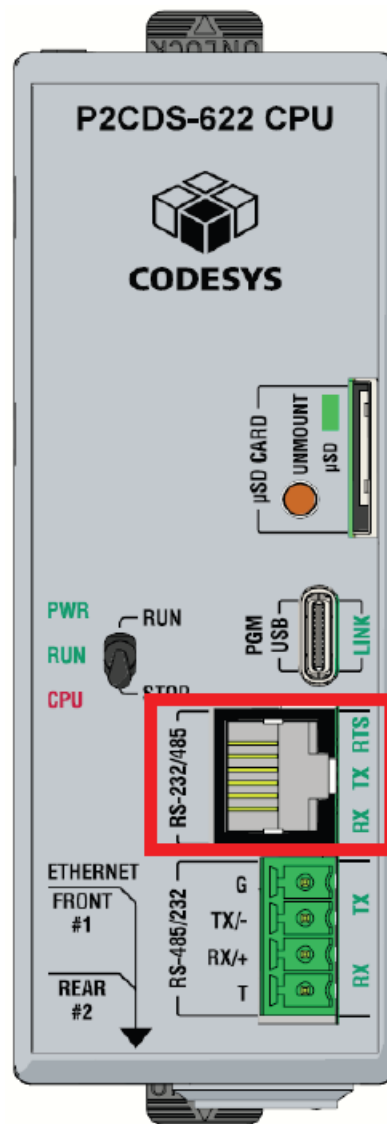 UNLOCK
P2CDS-622 CPU
CODESYS
µSD CARD
UNMOUNT
µSD
PWR
RUN
CPU
RUN
STOP
PGM
USB
LINK
RS-232/485
RX TX RTS
ETHERNET
FRONT
#1
REAR
#2
RS-485/232
G
TX/-
RX/+
T
TX
RX